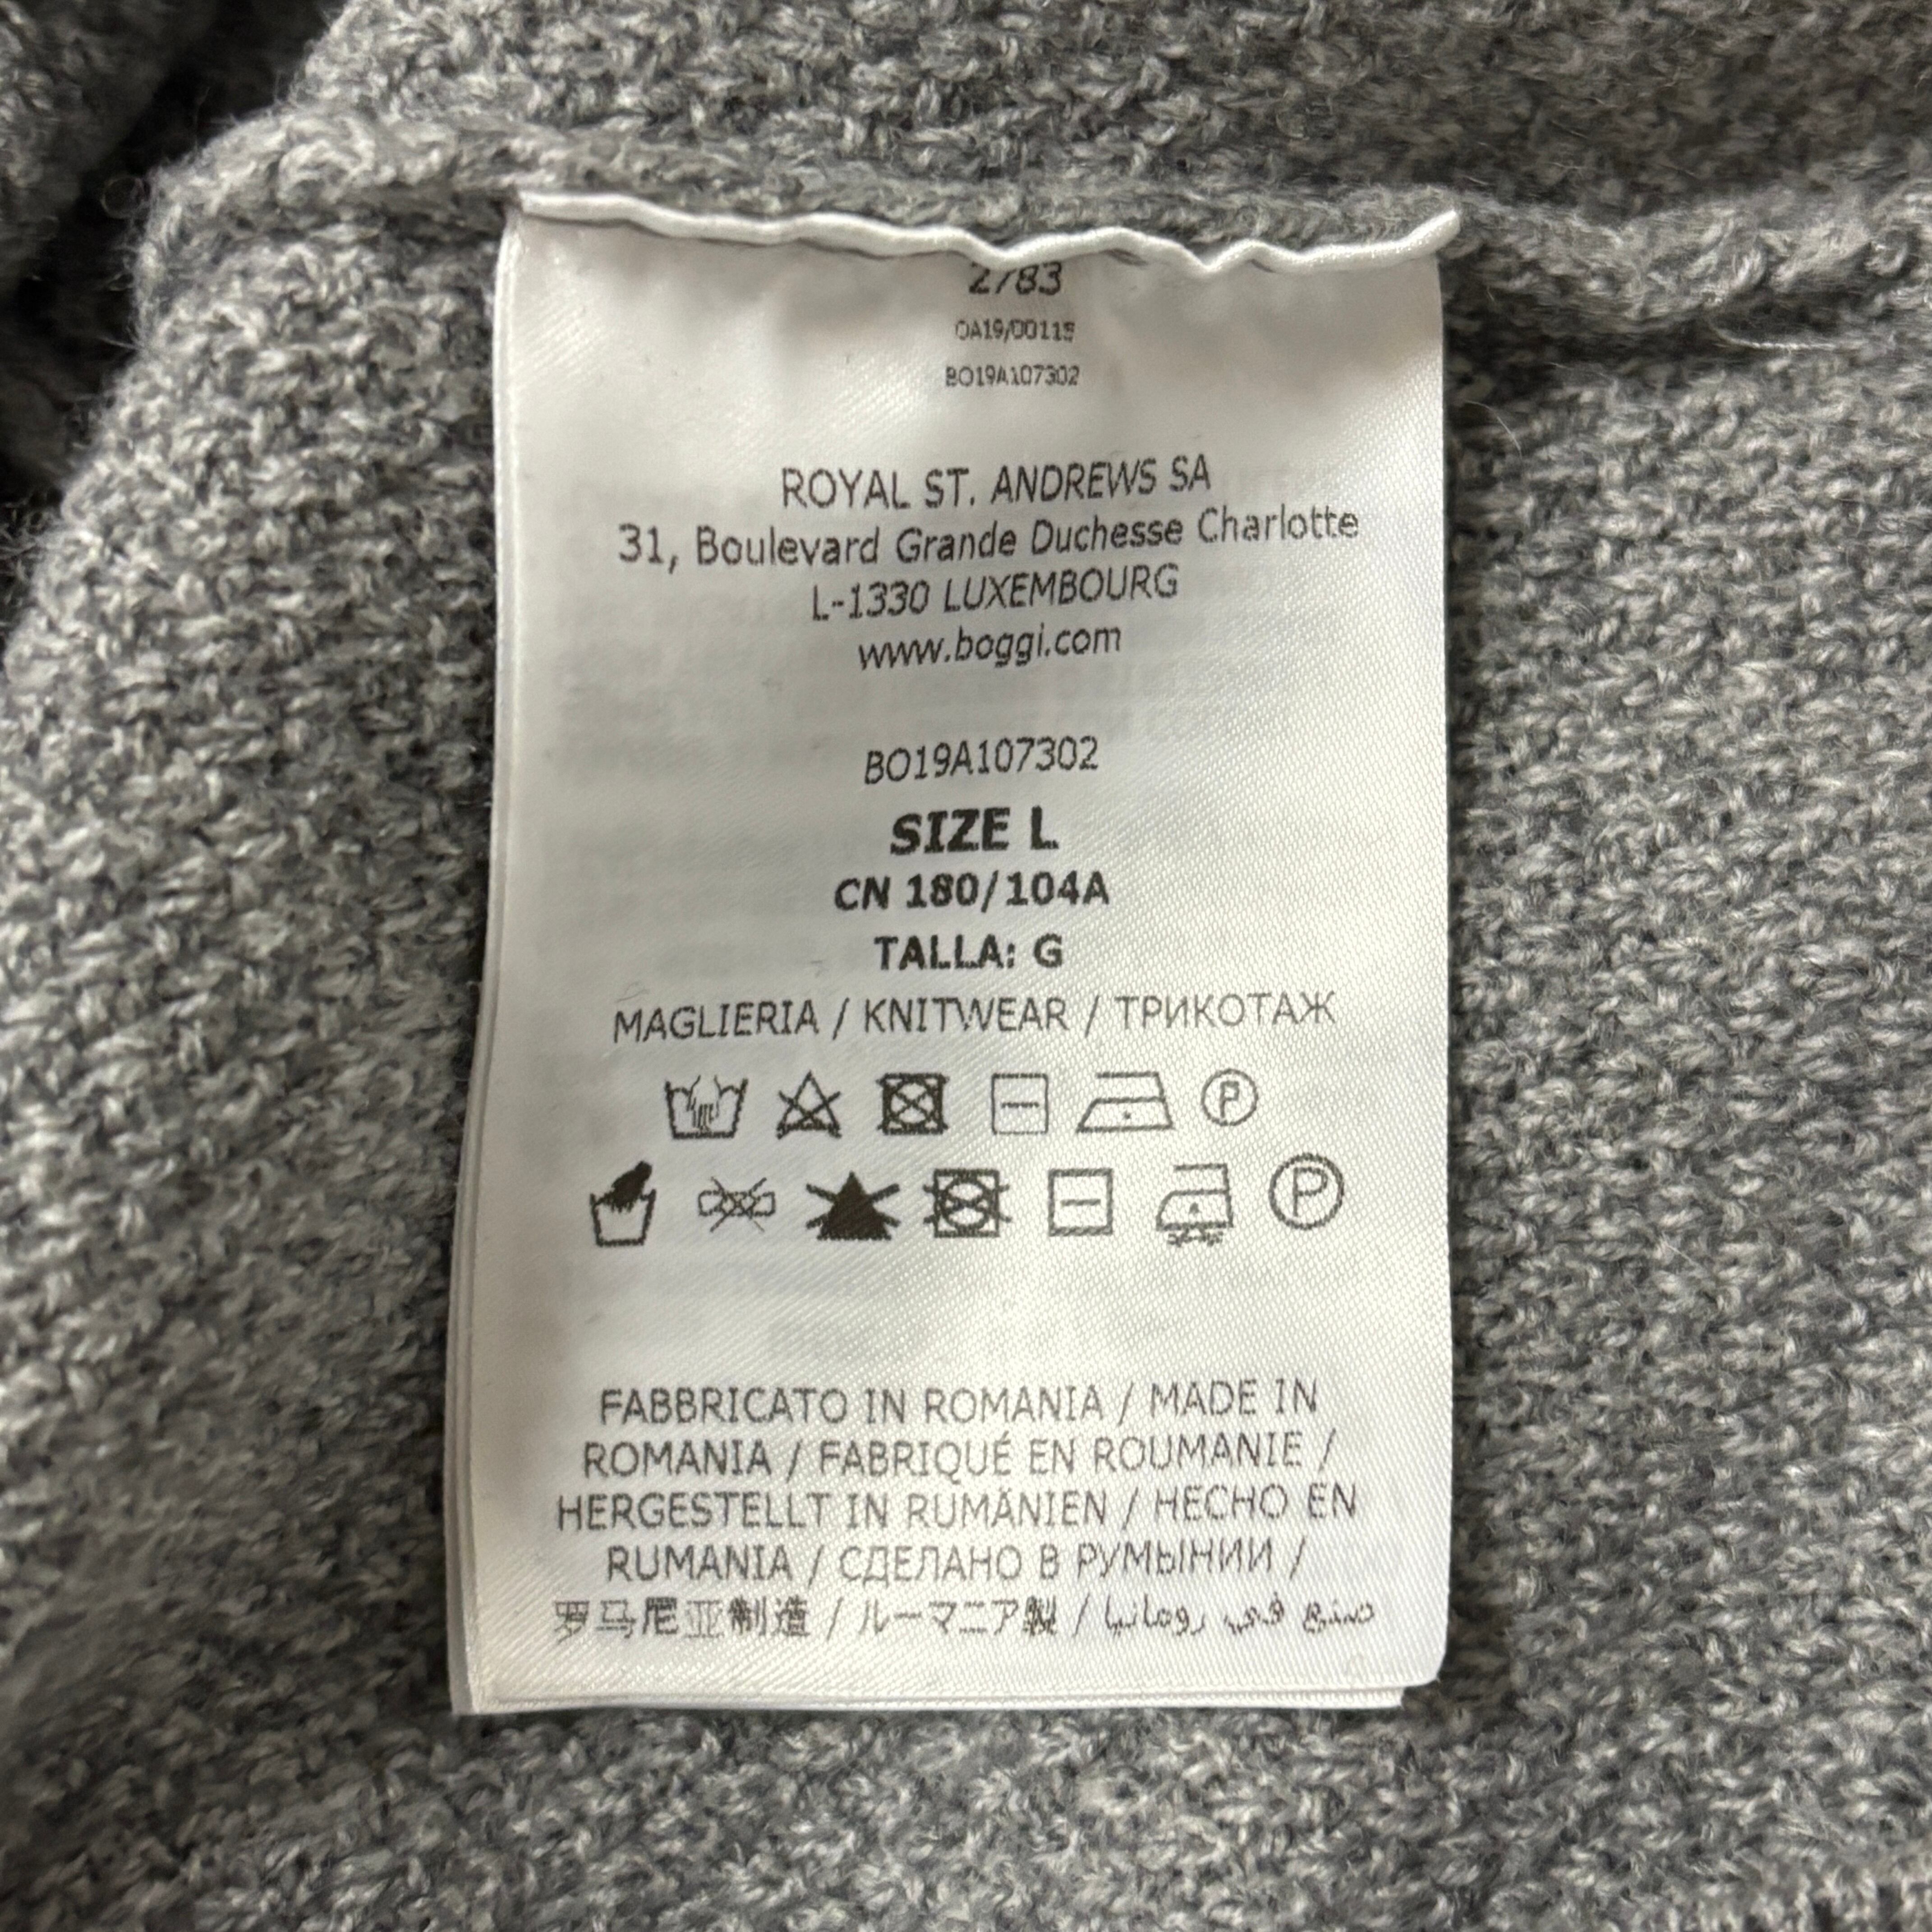 2783
OA19/00115
BO19A107302
ROYAL ST. ANDREWS SA
31, Boulevard Grande Duchesse Charlotte
L-1330 LUXEMBOURG
www.boggi.com
BO19A107302
SIZE L
CN 180/104A
TALLA: G
MAGLIERIA / KNITWEAR / ТРИКОТАЖ
P
P
FABBRICATO IN ROMANIA / MADE IN
ROMANIA / FABRIQUÉ EN ROUMANIE /
HERGESTELLT IN RUMÄNIEN / HECHO EN
RUMANIA / СДЕЛАНО В РУМЫНИИ /
罗马尼亚制造 / ルーマニア製 / صنع في رومانيا